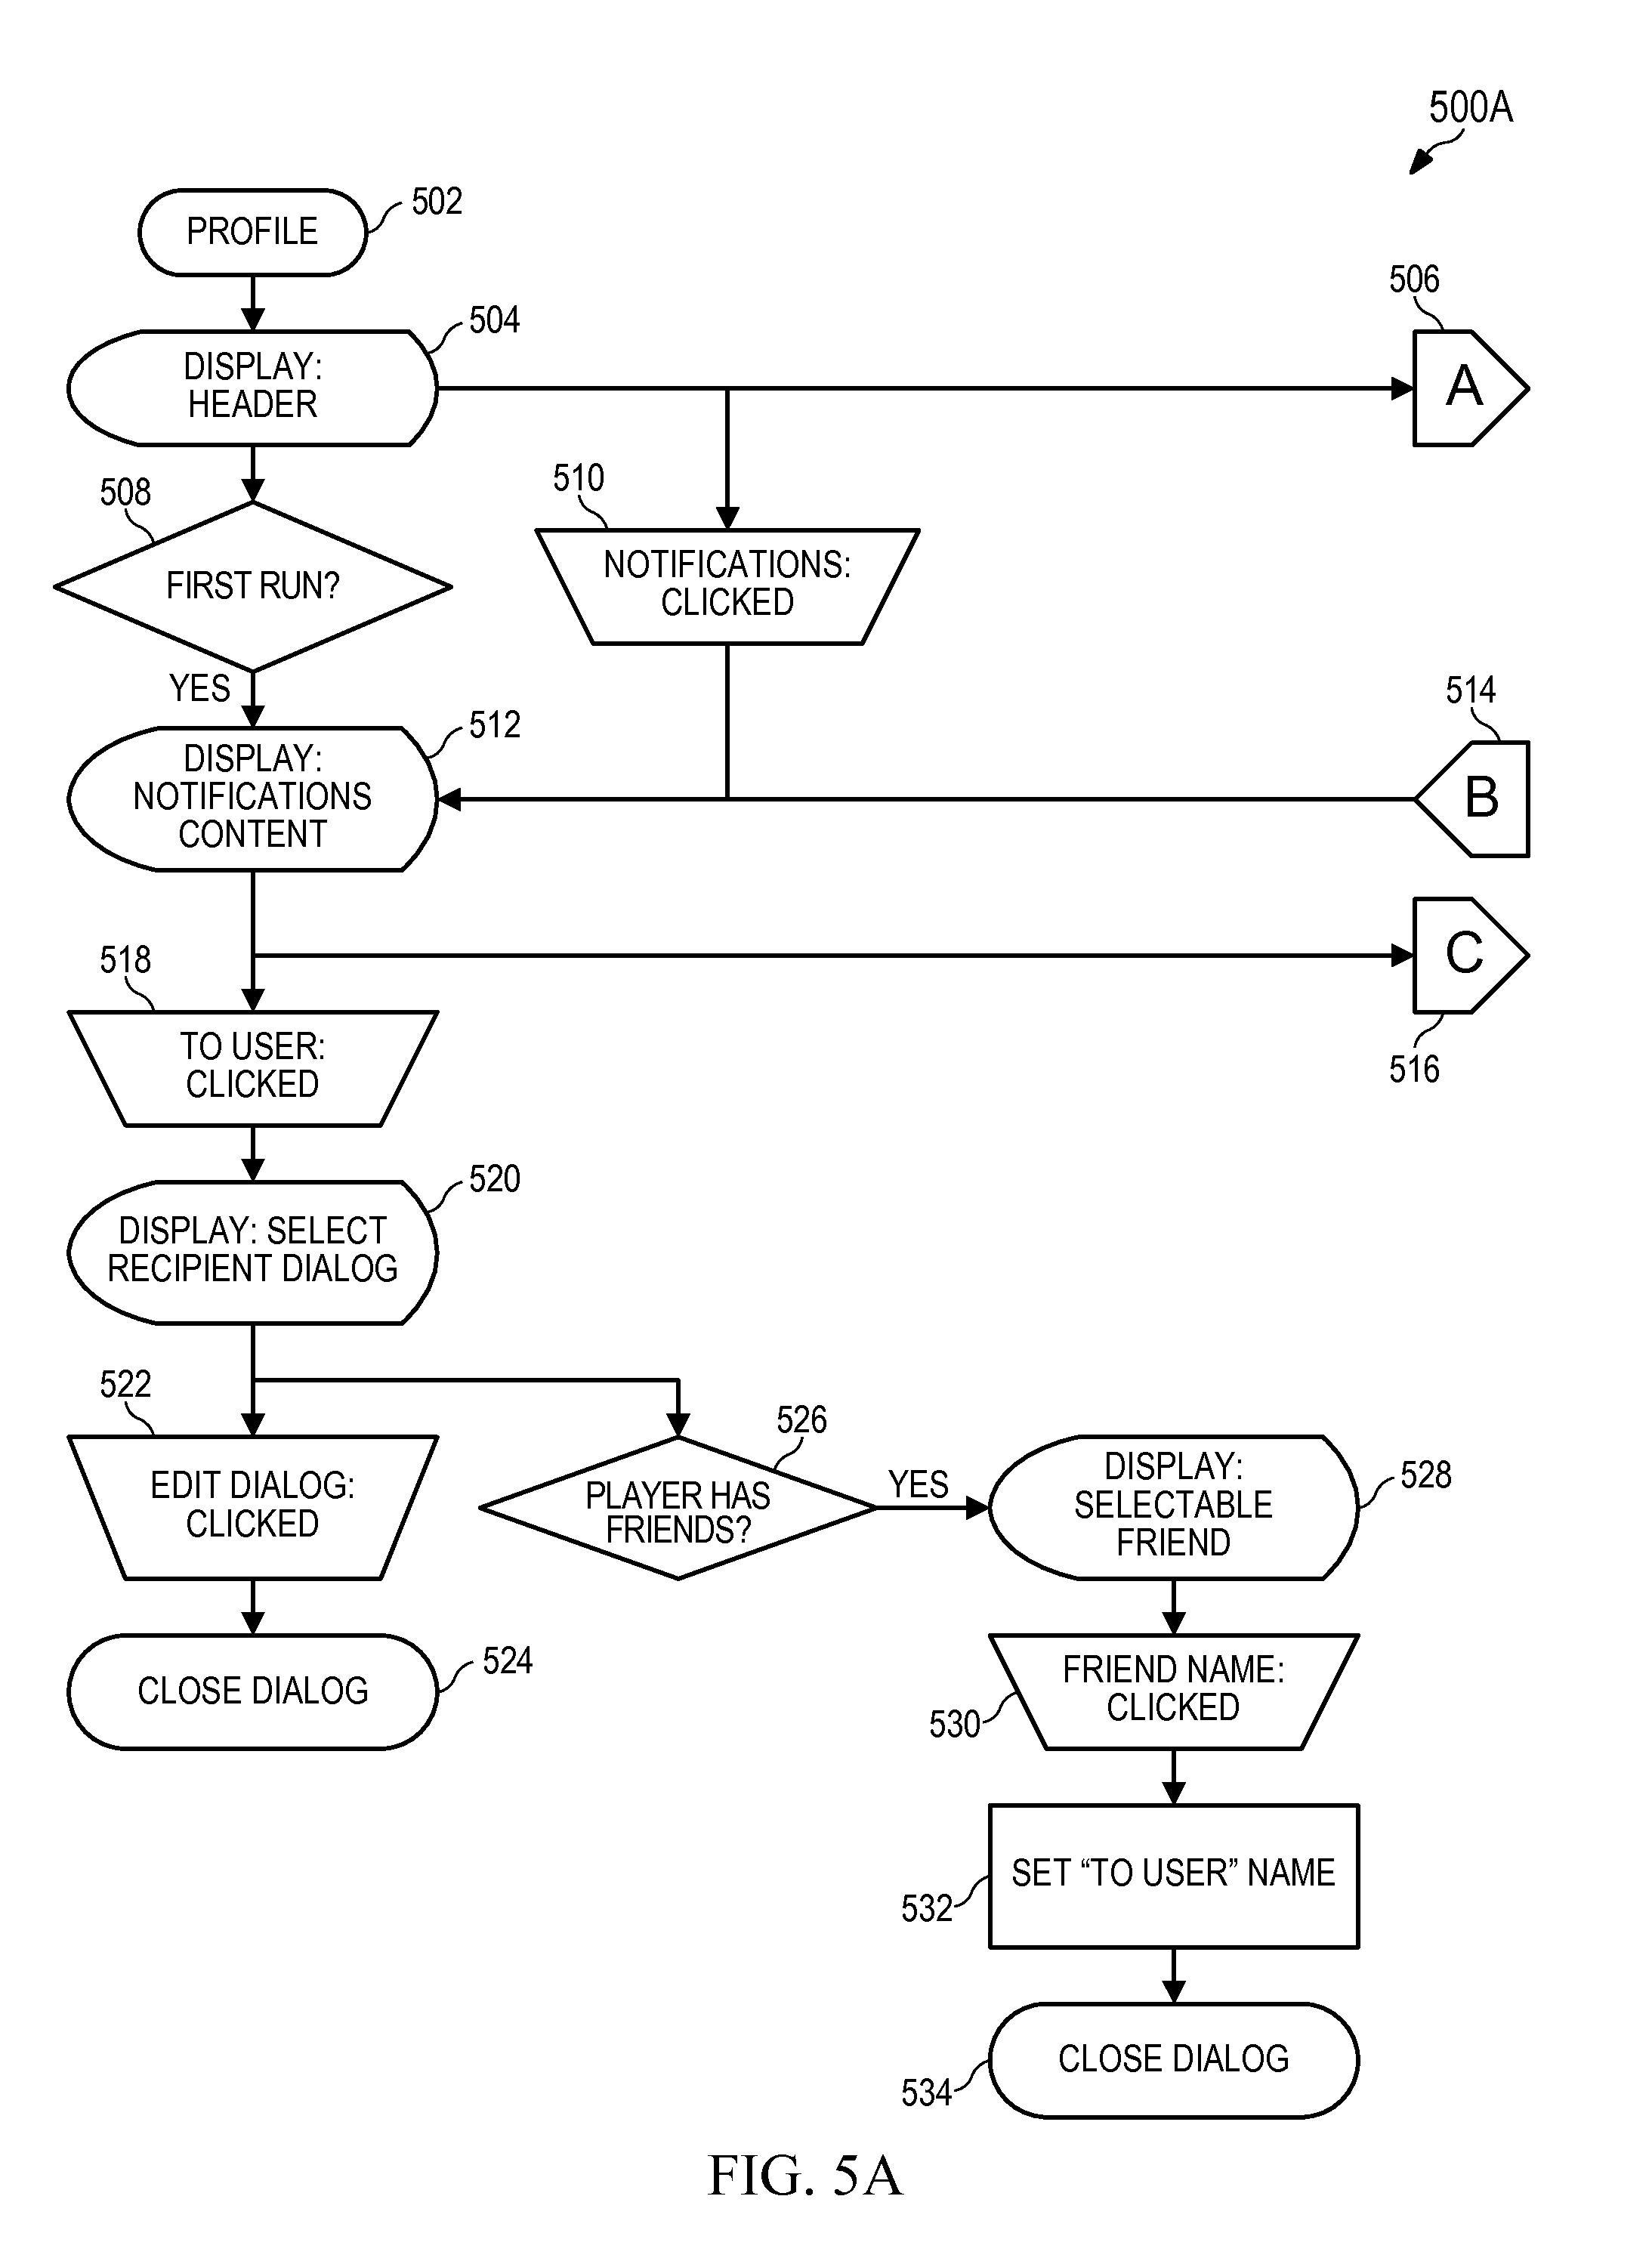 500A
502
PROFILE
504
DISPLAY:
HEADER
506
A
508
FIRST RUN?
510
NOTIFICATIONS:
CLICKED
YES
512
DISPLAY:
NOTIFICATIONS
CONTENT
514
B
C
516
518
TO USER:
CLICKED
520
DISPLAY: SELECT
RECIPIENT DIALOG
522
EDIT DIALOG:
CLICKED
524
CLOSE DIALOG
526
PLAYER HAS
FRIENDS?
YES
528
DISPLAY:
SELECTABLE
FRIEND
530
FRIEND NAME:
CLICKED
532
SET “TO USER” NAME
534
CLOSE DIALOG
FIG. 5A